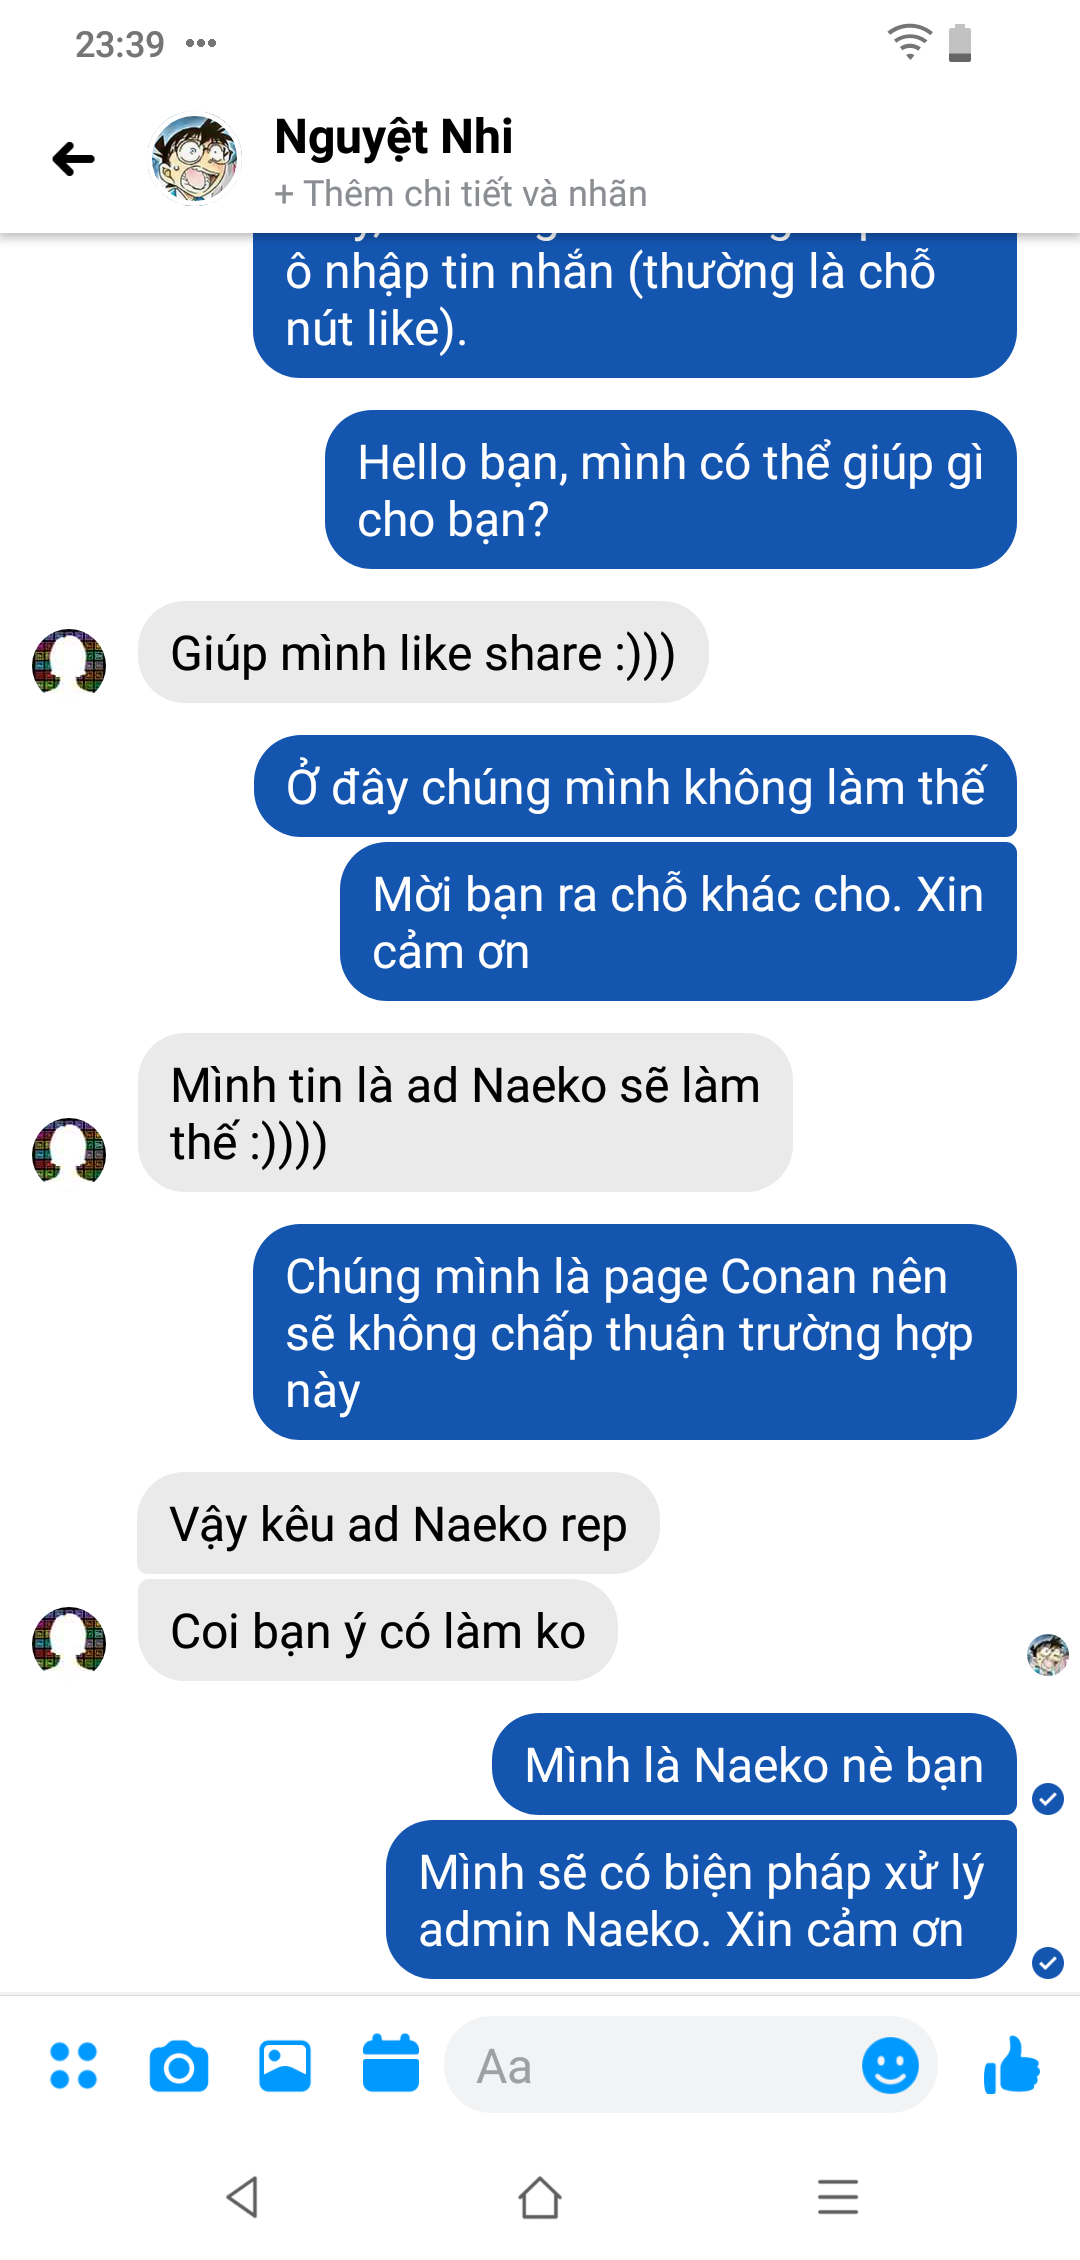 23:39
Nguyệt Nhi
+ Thêm chi tiết và nhãn
ô nhập tin nhắn (thường là chỗ
nút like).
Hello bạn, mình có thể giúp gì
cho bạn?
Giúp mình like share :)))
Ở đây chúng mình không làm thế
Mời bạn ra chỗ khác cho. Xin
cảm ơn
Mình tin là ad Naeko sẽ làm
thế :))))
Chúng mình là page Conan nên
sẽ không chấp thuận trường hợp
này
Vậy kêu ad Naeko rep
Coi bạn ý có làm ko
Mình là Naeko nè bạn
Mình sẽ có biện pháp xử lý
admin Naeko. Xin cảm ơn
Aa